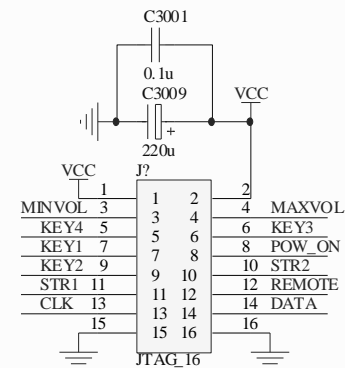 C3001
0.1u
C3009
VCC
+
220u
VCC
J?
1 1 2 2
MINVOL 3 3 4 4 MAXVOL
KEY4 5 5 6 6 KEY3
KEY1 7 7 8 8 POW_ON
KEY2 9 9 10 10 STR2
STR1 11 11 12 12 REMOTE
CLK 13 13 14 14 DATA
15 15 16 16
JTAG_16